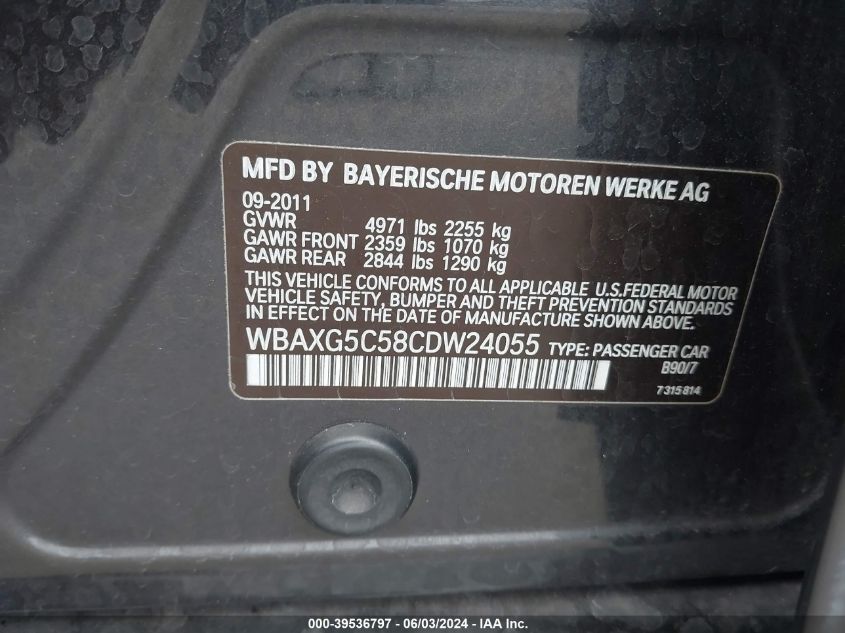 MFD BY BAYERISCHE MOTOREN WERKE AG
09-2011
GVWR 4971 lbs 2255 kg
GAWR FRONT 2359 lbs 1070 kg
GAWR REAR 2844 lbs 1290 kg
THIS VEHICLE CONFORMS TO ALL APPLICABLE U.S.FEDERAL MOTOR
VEHICLE SAFETY, BUMPER AND THEFT PREVENTION STANDARDS
IN EFFECT ON THE DATE OF MANUFACTURE SHOWN ABOVE.
WBAXG5C58CDW24055 TYPE: PASSENGER CAR
B90/7
7315814
000-39536797 - 06/03/2024 - IAA Inc.